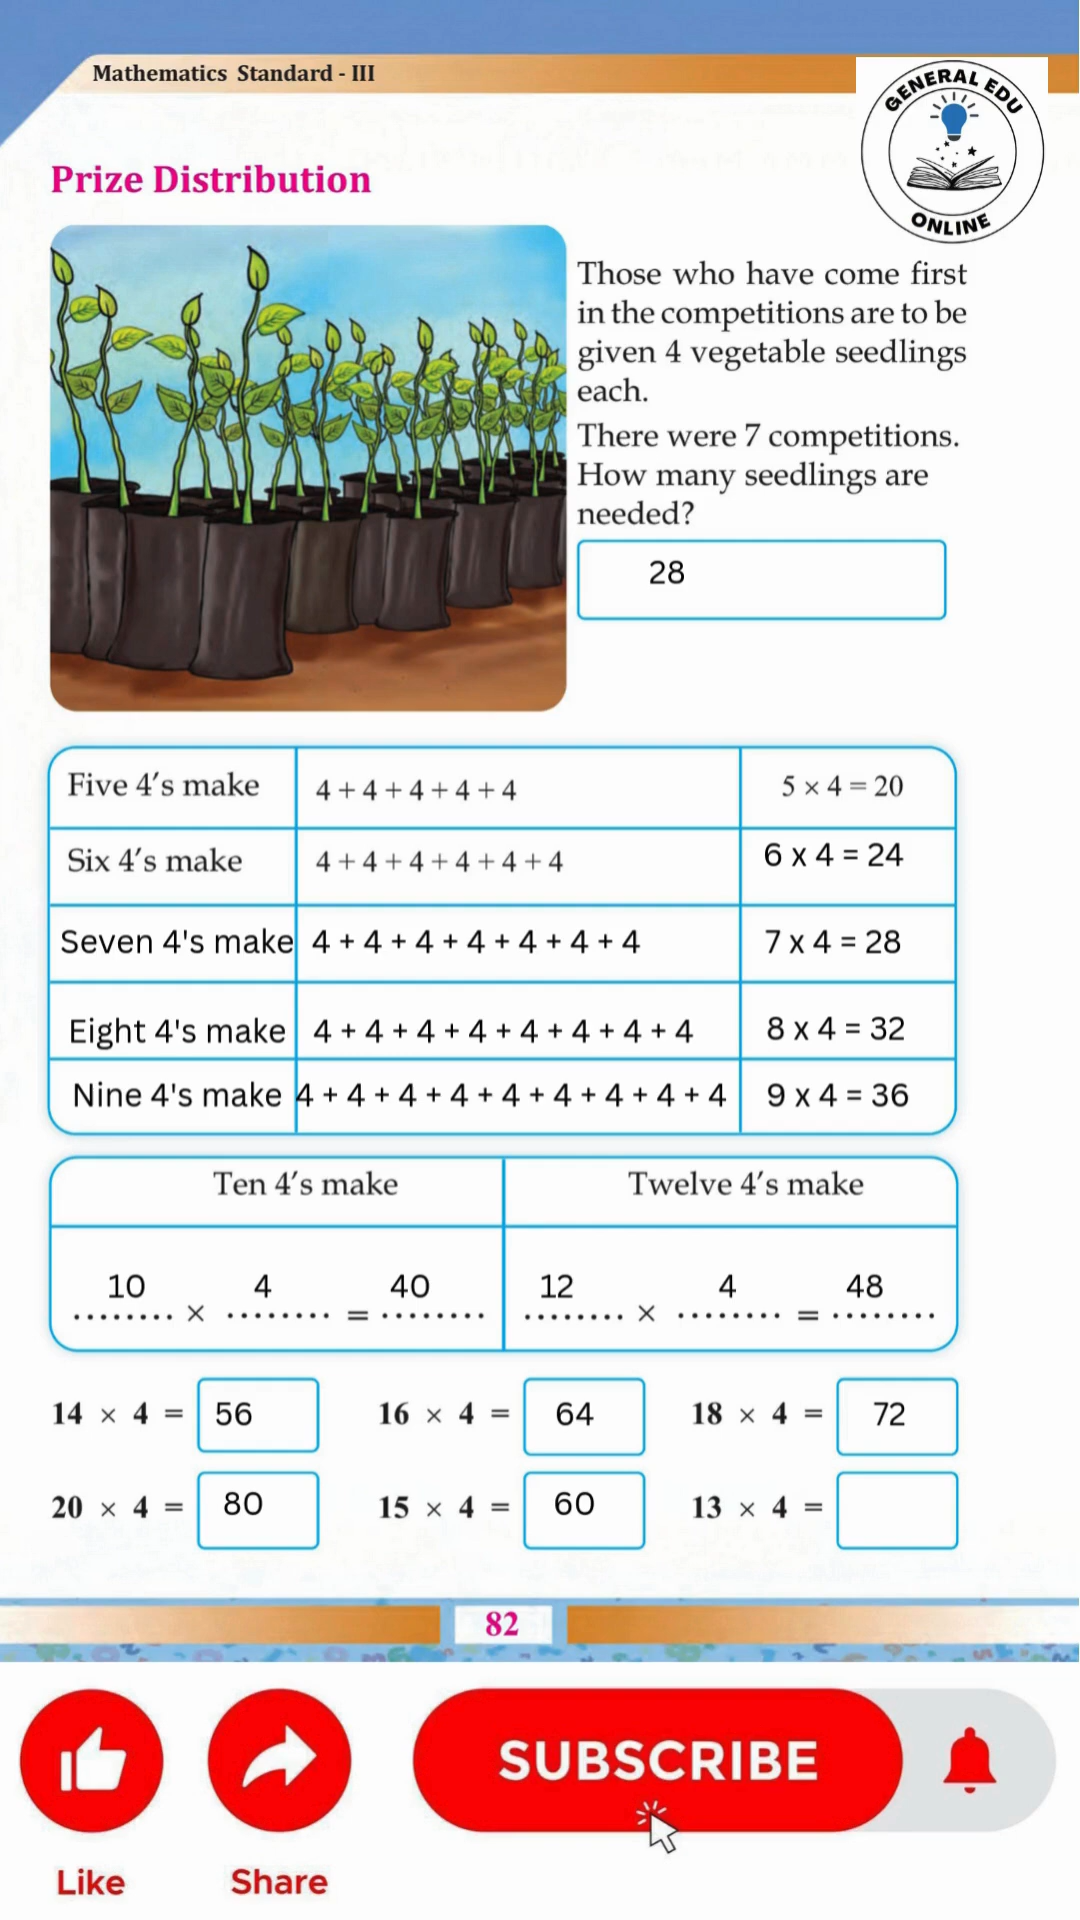 Mathematics Standard - III
GENERAL EDU
ONLINE
Prize Distribution
Those who have come first
in the competitions are to be
given 4 vegetable seedlings
each.
There were 7 competitions.
How many seedlings are
needed?
28
Five 4's make 4 + 4 + 4 + 4 + 4 5 × 4 = 20
Six 4's make 4 + 4 + 4 + 4 + 4 + 4 6 x 4 = 24
Seven 4's make 4 + 4 + 4 + 4 + 4 + 4 + 4 7 x 4 = 28
Eight 4's make 4 + 4 + 4 + 4 + 4 + 4 + 4 + 4 8 x 4 = 32
Nine 4's make 4 + 4 + 4 + 4 + 4 + 4 + 4 + 4 + 4 9 x 4 = 36
Ten 4's make Twelve 4's make
10 × 4 = 40 12 × 4 = 48
14 × 4 = 56 16 × 4 = 64 18 × 4 = 72
20 × 4 = 80 15 × 4 = 60 13 × 4 =
82
SUBSCRIBE
Like Share